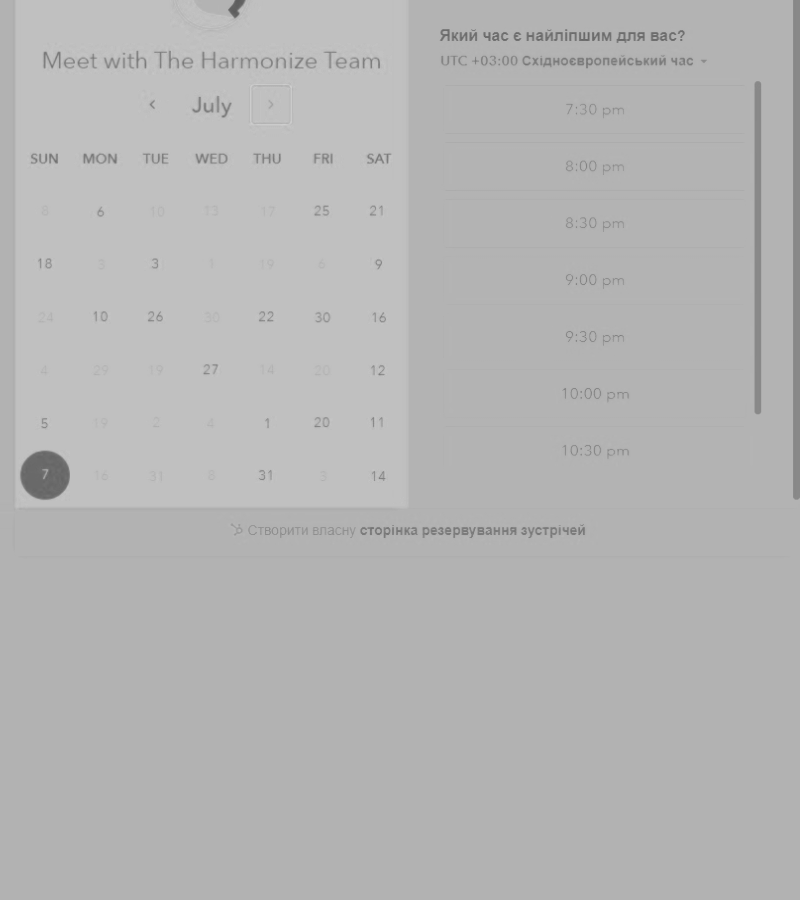 Meet with The Harmonize Team
July
SUN MON TUE WED THU FRI SAT
8 6 10 13 17 25 21
18 3 3 1 19 6 9
24 10 26 30 22 30 16
4 29 19 27 14 20 12
5 19 2 4 1 20 11
7 16 31 8 31 3 14
Який час є найліпшим для вас?
UTC +03:00 Східноєвропейський час
7:30 pm
8:00 pm
8:30 pm
9:00 pm
9:30 pm
10:00 pm
10:30 pm
Створити власну сторінка резервування зустрічей